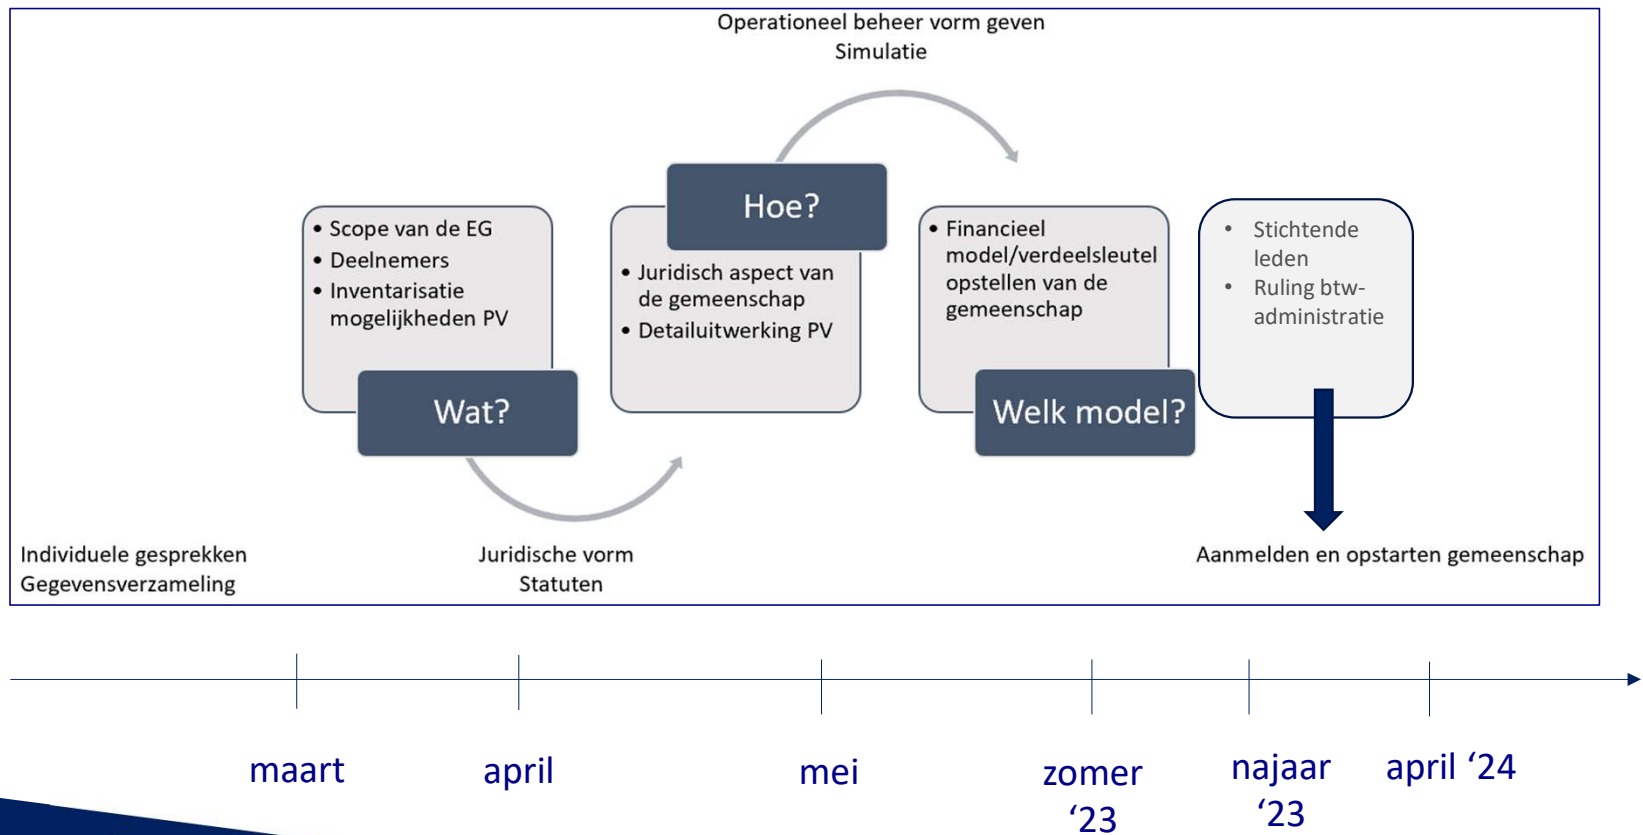 Operationeel beheer vorm geven
Simulatie
• Scope van de EG
• Deelnemers
• Inventarisatie
mogelijkheden PV
Wat?
Hoe?
• Juridisch aspect van
de gemeenschap
• Detailuitwerking PV
• Financieel
model/verdeelsleutel
opstellen van de
gemeenschap
Welk model?
• Stichtende
leden
• Ruling btw-
administratie
Individuele gesprekken
Gegevensverzameling
Juridische vorm
Statuten
Aanmelden en opstarten gemeenschap
maart
april
mei
zomer
‘23
najaar
‘23
april ‘24